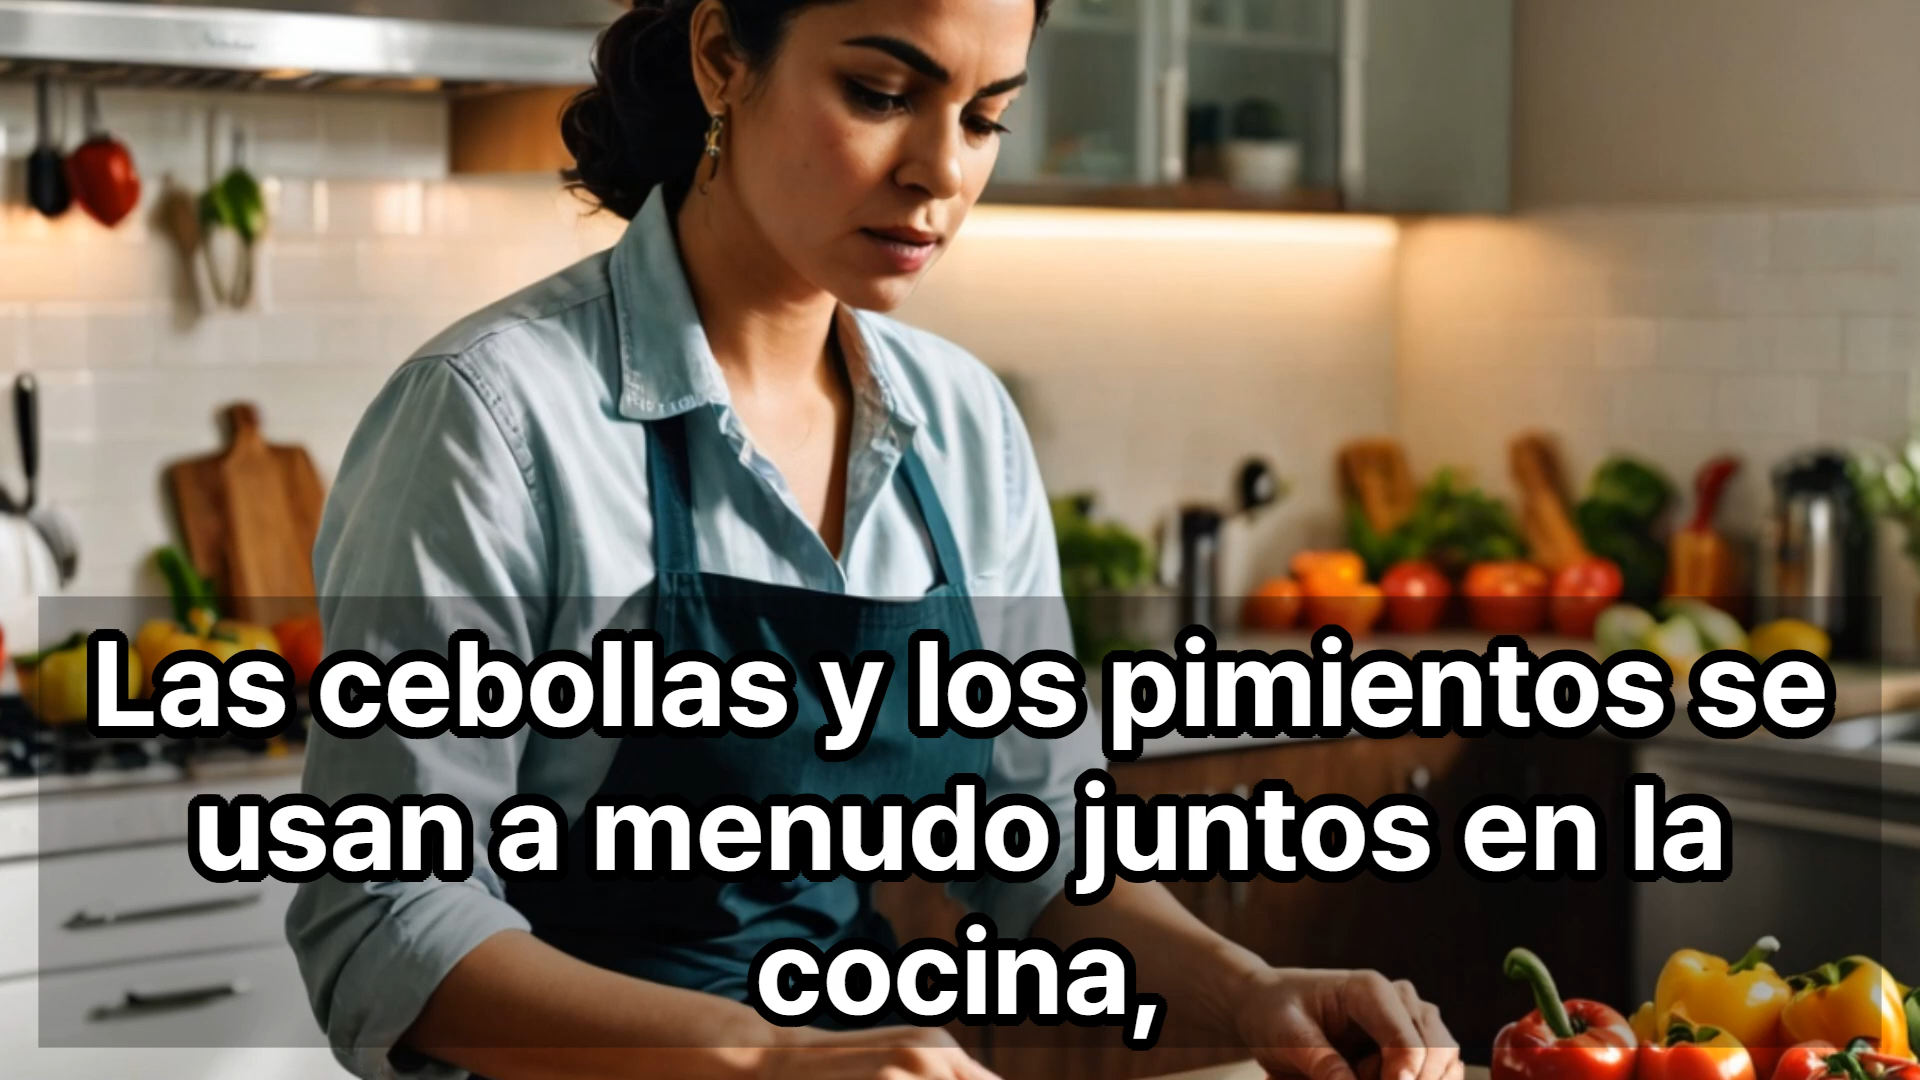 Las cebollas y los pimientos se
usan a menudo juntos en la
cocina,